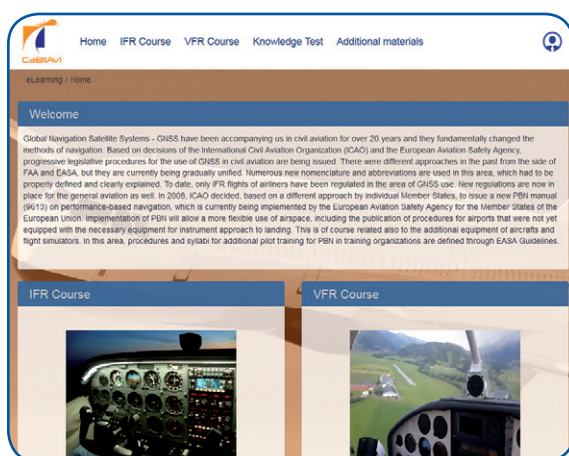 Home IFR Course VFR Course Knowledge Test Additional materials
CaBilAvi
eLearning / Home
Welcome
Global Navigation Satellite Systems - GNSS have been accompanying us in civil aviation for over 20 years and they fundamentally changed the
methods of navigation. Based on decisions of the International Civil Aviation Organization (ICAO) and the European Aviation Safety Agency,
progressive legislative procedures for the use of GNSS in civil aviation are being issued. There were different approaches in the past from the side of
FAA and EASA, but they are currently being gradually unified. Numerous new nomenclature and abbreviations are used in this area, which had to be
properly defined and clearly explained. To date, only IFR flights of airliners have been regulated in the area of GNSS use. New regulations are now in
place for the general aviation as well. In 2008, ICAO decided, based on a different approach by individual Member States, to issue a new PBN manual
(9613) on performance-based navigation, which is currently being implemented by the European Aviation Safety Agency for the Member States of the
European Union. Implementation of PBN will allow a more flexible use of airspace, including the publication of procedures for airports that were not yet
equipped with the necessary equipment for instrument approach to landing. This is of course related also to the additional equipment of aircrafts and
flight simulators. In this area, procedures and syllabi for additional pilot training for PBN in training organizations are defined through EASA Guidelines.
IFR Course VFR Course